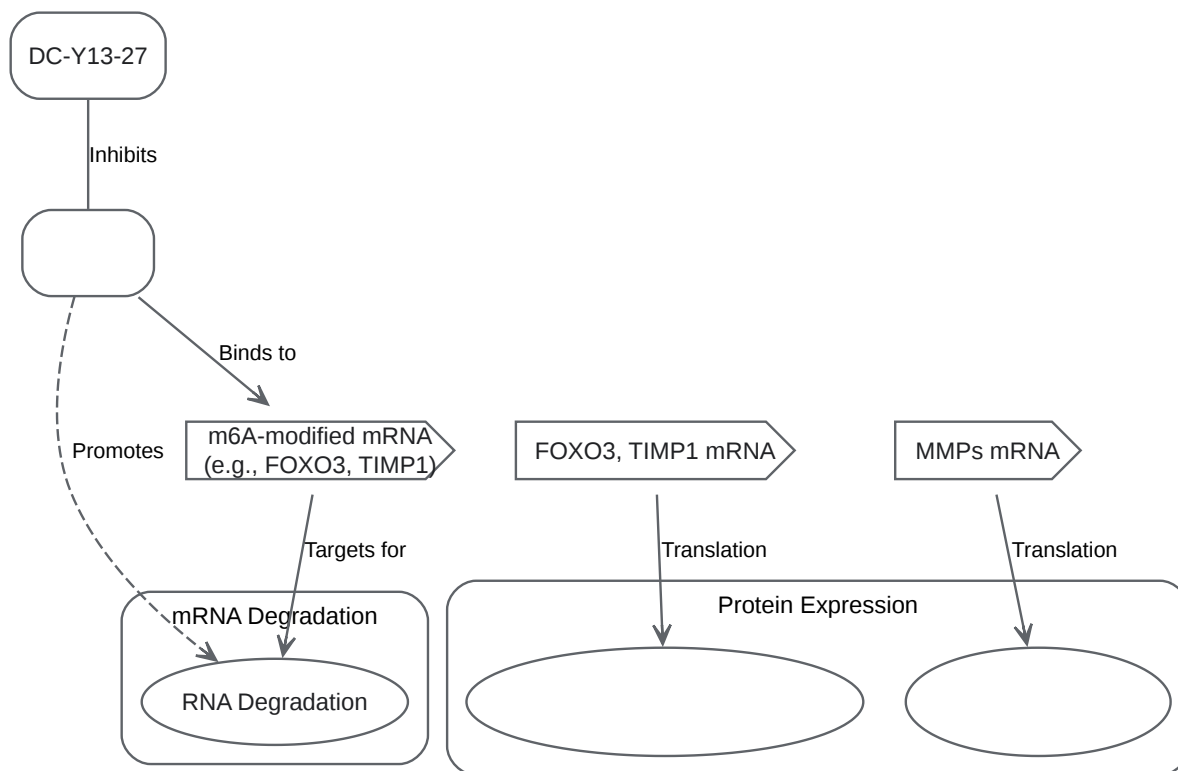 DC-Y13-27
Inhibits
Binds to
Promotes
m6A-modified mRNA
(e.g., FOXO3, TIMP1)
FOXO3, TIMP1 mRNA
MMPs mRNA
Targets for
Translation
Translation
mRNA Degradation
Protein Expression
RNA Degradation